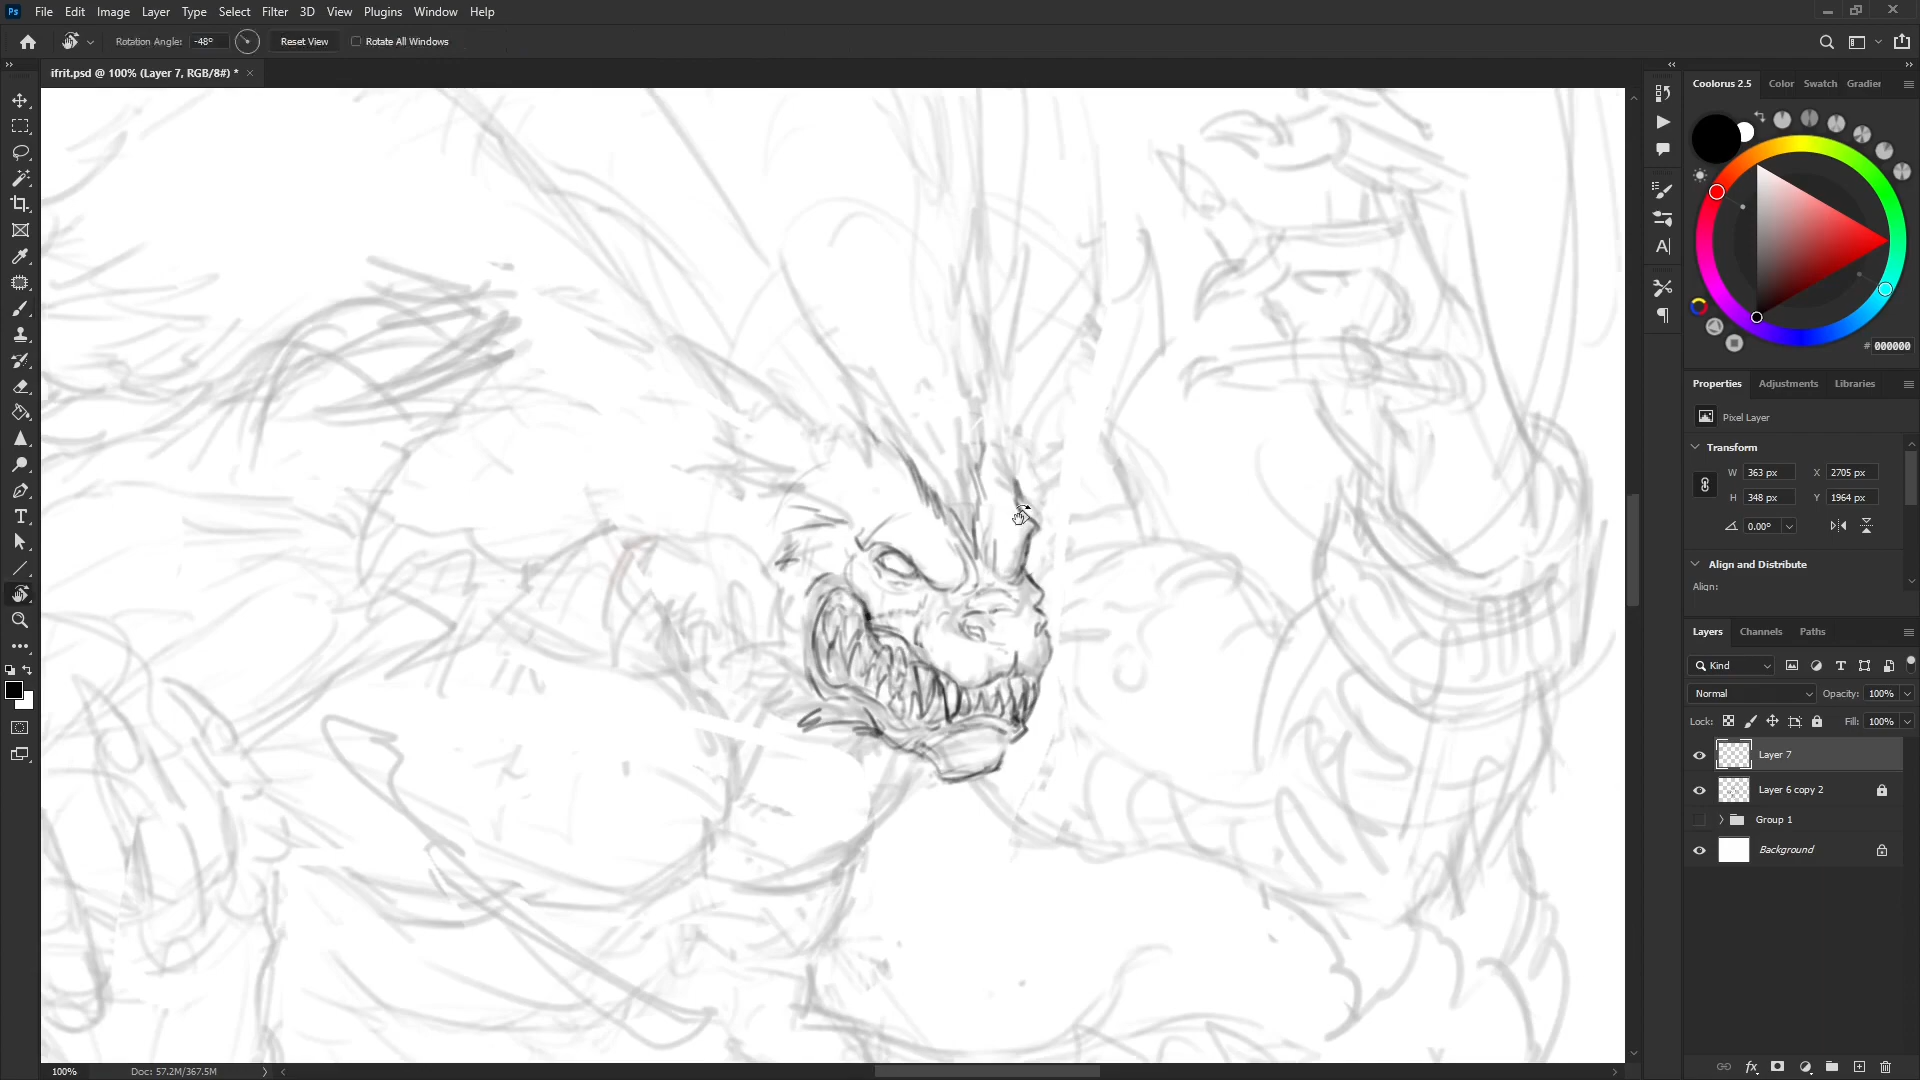 Ps File Edit Image Layer Type Select Filter 3D View Plugins Window Help
Rotation Angle: -48° Reset View Rotate All Windows
ifrit.psd @ 100% (Layer 7, RGB/8#) *
Coolorus 2.5 Color Swatch Gradier
# 000000
Properties Adjustments Libraries
Pixel Layer
Transform
W 363 px X 2705 px
H 348 px Y 1964 px
0.00°
Align and Distribute
Align:
Layers Channels Paths
Kind
Normal Opacity: 100%
Lock: Fill: 100%
Layer 7
Layer 6 copy 2
Group 1
Background
100% Doc: 57.2M/367.5M